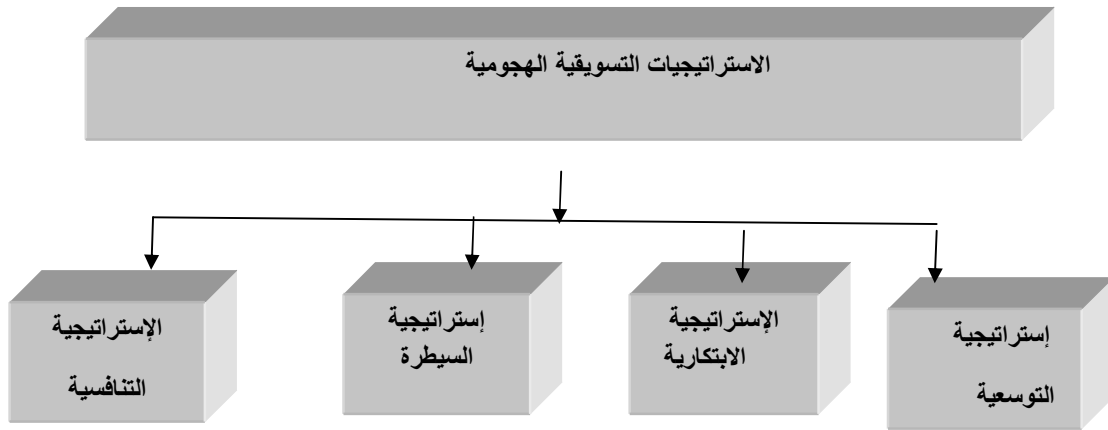 الاستراتيجيات التسويقية الهجومية
إستراتيجية
التوسعية
الإستراتيجية
الابتكارية
إستراتيجية
السيطرة
الإستراتيجية
التنافسية